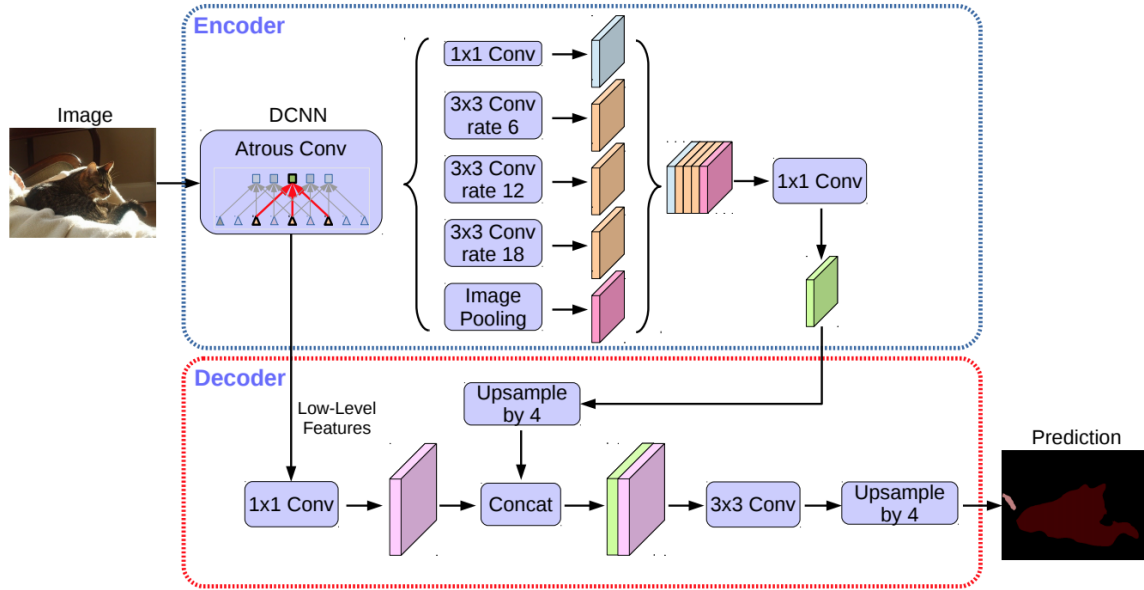 Encoder
Image
DCNN
Atrous Conv
1x1 Conv
3x3 Conv
rate 6
3x3 Conv
rate 12
3x3 Conv
rate 18
Image
Pooling
1x1 Conv
Decoder
Low-Level
Features
Upsample
by 4
1x1 Conv
Concat
3x3 Conv
Upsample
by 4
Prediction